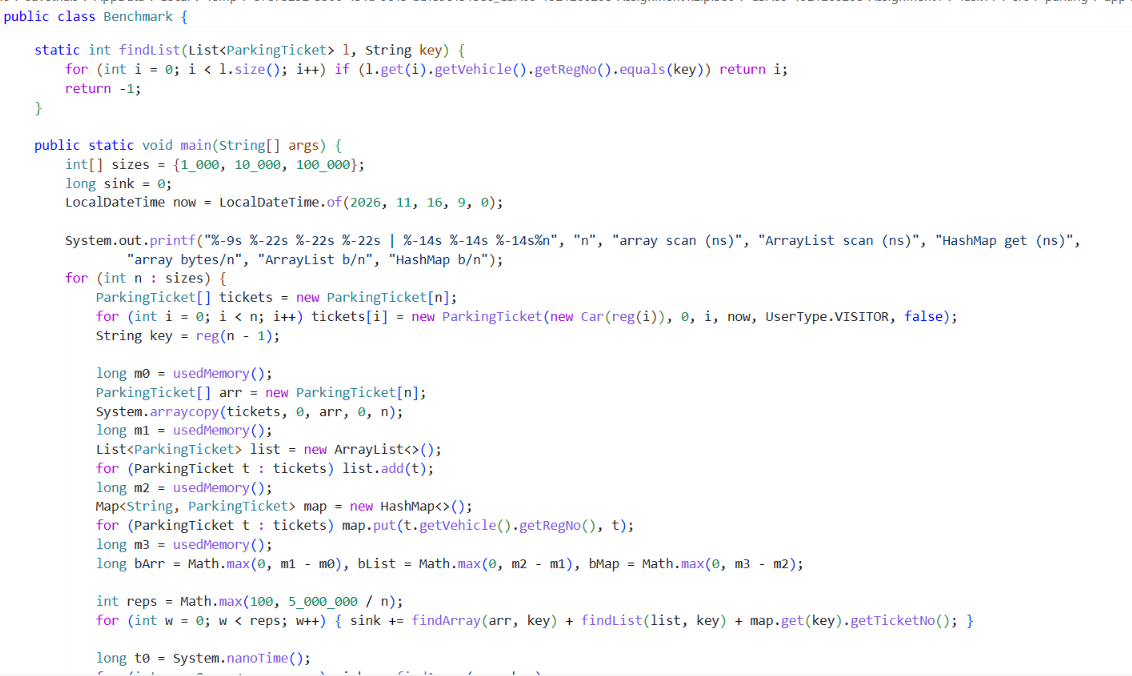 public class Benchmark {
static int findList(List<ParkingTicket> l, String key) {
for (int i = 0; i < l.size(); i++) if (l.get(i).getVehicle().getRegNo().equals(key)) return i;
return -1;
}
public static void main(String[] args) {
int[] sizes = {1_000, 10_000, 100_000};
long sink = 0;
LocalDateTime now = LocalDateTime.of(2026, 11, 16, 9, 0);
System.out.printf("%-9s %-22s %-22s %-22s | %-14s %-14s %-14s%n", "n", "array scan (ns)", "ArrayList scan (ns)", "HashMap get (ns)",
"array bytes/n", "ArrayList b/n", "HashMap b/n");
for (int n : sizes) {
ParkingTicket[] tickets = new ParkingTicket[n];
for (int i = 0; i < n; i++) tickets[i] = new ParkingTicket(new Car(reg(i)), 0, i, now, UserType.VISITOR, false);
String key = reg(n - 1);
long m0 = usedMemory();
ParkingTicket[] arr = new ParkingTicket[n];
System.arraycopy(tickets, 0, arr, 0, n);
long m1 = usedMemory();
List<ParkingTicket> list = new ArrayList<>();
for (ParkingTicket t : tickets) list.add(t);
long m2 = usedMemory();
Map<String, ParkingTicket> map = new HashMap<>();
for (ParkingTicket t : tickets) map.put(t.getVehicle().getRegNo(), t);
long m3 = usedMemory();
long bArr = Math.max(0, m1 - m0), bList = Math.max(0, m2 - m1), bMap = Math.max(0, m3 - m2);
int reps = Math.max(100, 5_000_000 / n);
for (int w = 0; w < reps; w++) { sink += findArray(arr, key) + findList(list, key) + map.get(key).getTicketNo(); }
long t0 = System.nanoTime();